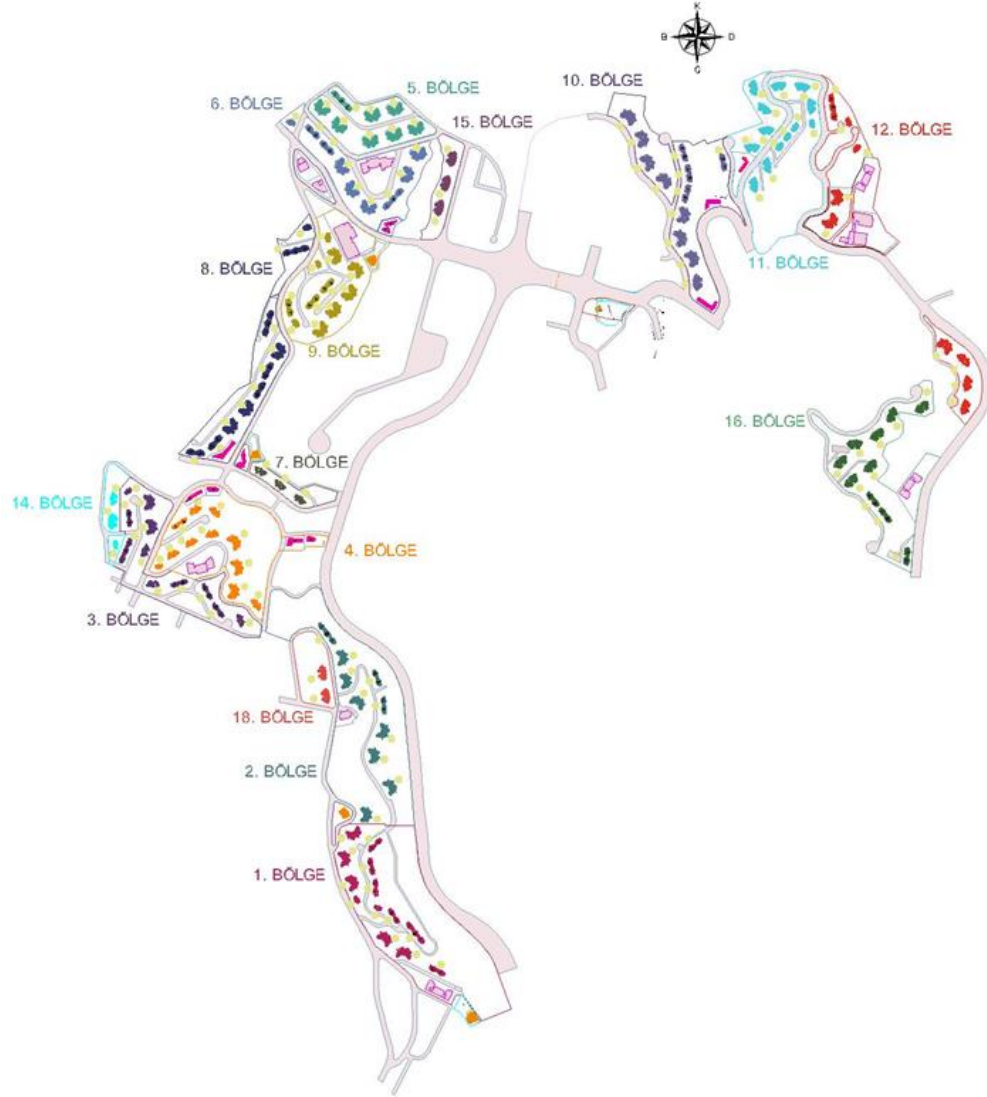 K
B D
G
10. BÖLGE
5. BÖLGE
6. BÖLGE
15. BÖLGE
12. BÖLGE
11. BÖLGE
8. BÖLGE
9. BÖLGE
16. BÖLGE
7. BÖLGE
14. BÖLGE
4. BÖLGE
3. BÖLGE
18. BÖLGE
2. BÖLGE
1. BÖLGE